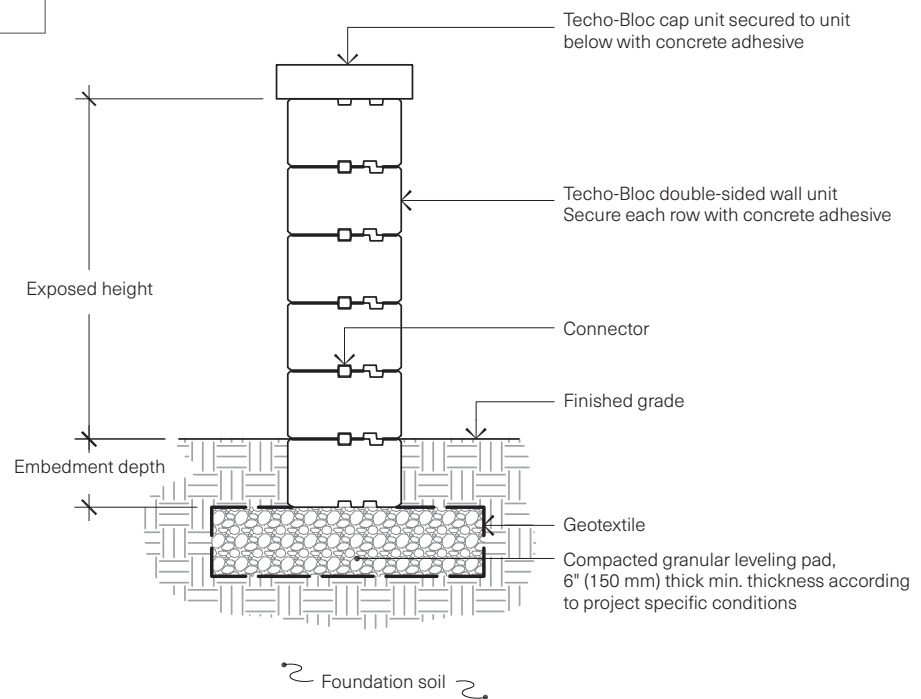 Techo-Bloc cap unit secured to unit
below with concrete adhesive
Techo-Bloc double-sided wall unit
Secure each row with concrete adhesive
Exposed height
Connector
Finished grade
Embedment depth
Geotextile
Compacted granular leveling pad,
6" (150 mm) thick min. thickness according
to project specific conditions
Foundation soil